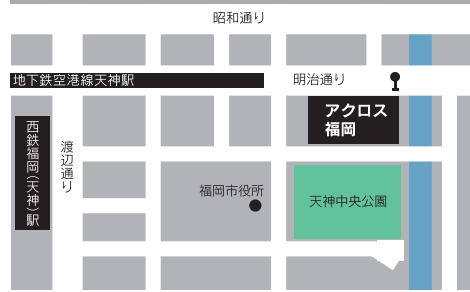 昭和通り
地下鉄空港線天神駅
明治通り
アクロス
福岡
西鉄福岡(天神)駅
渡辺通り
福岡市役所
天神中央公園